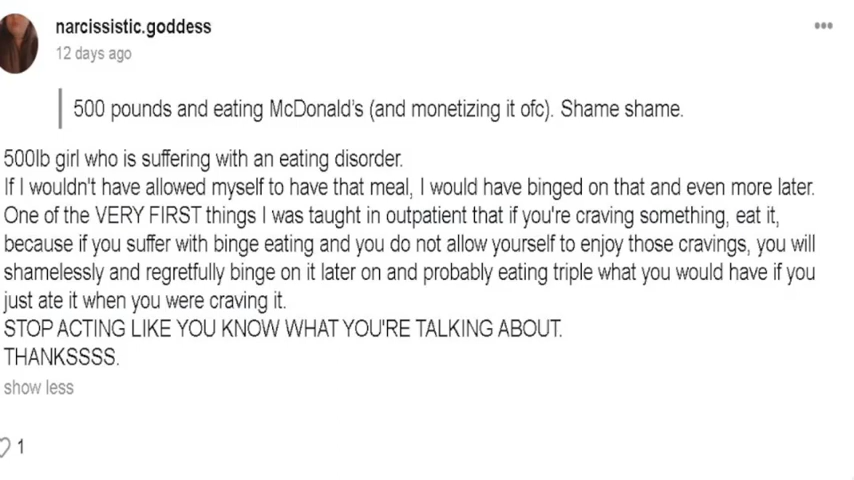 narcissistic.goddess
12 days ago
500 pounds and eating McDonald's (and monetizing it ofc). Shame shame.
500lb girl who is suffering with an eating disorder.
If I wouldn't have allowed myself to have that meal, I would have binged on that and even more later.
One of the VERY FIRST things I was taught in outpatient that if you're craving something, eat it,
because if you suffer with binge eating and you do not allow yourself to enjoy those cravings, you will
shamelessly and regretfully binge on it later on and probably eating triple what you would have if you
just ate it when you were craving it.
STOP ACTING LIKE YOU KNOW WHAT YOU'RE TALKING ABOUT.
THANKSSSS.
show less
1